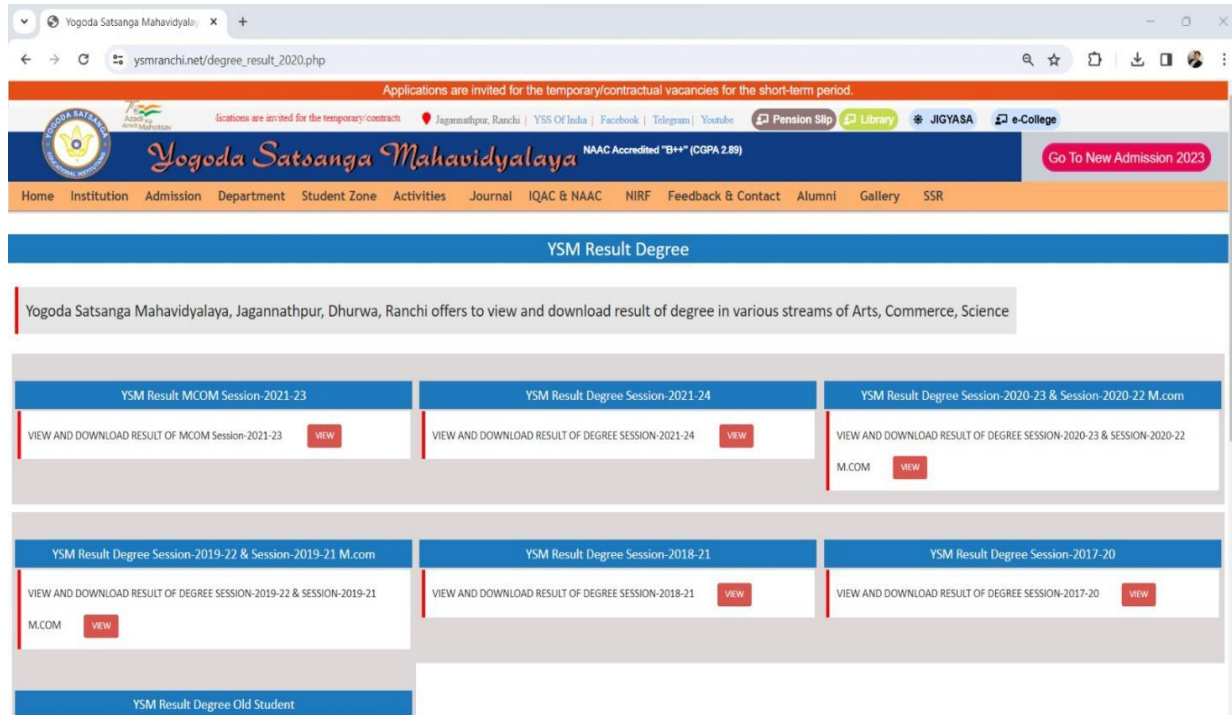 Yogoda Satsanga Mahavidyalay
ysmranchi.net/degree_result_2020.php
Applications are invited for the temporary/contractual vacancies for the short-term period.
Azadi Ka Amrit Mahotsav
lications are invited for the temporary/contractu
Jagannathpur, Ranchi | YSS Of India | Facebook | Telegram | Youtube
Pension Slip
Library
JIGYASA
e-College
YOGODA SATSANGA
EDUCATIONAL INSTITUTIONS
Yogoda Satsanga Mahavidyalaya
NAAC Accredited "B++" (CGPA 2.89)
Go To New Admission 2023
Home Institution Admission Department Student Zone Activities Journal IQAC & NAAC NIRF Feedback & Contact Alumni Gallery SSR
YSM Result Degree
Yogoda Satsanga Mahavidyalaya, Jagannathpur, Dhurwa, Ranchi offers to view and download result of degree in various streams of Arts, Commerce, Science
YSM Result MCOM Session-2021-23
VIEW AND DOWNLOAD RESULT OF MCOM Session-2021-23 VIEW
YSM Result Degree Session-2021-24
VIEW AND DOWNLOAD RESULT OF DEGREE SESSION-2021-24 VIEW
YSM Result Degree Session-2020-23 & Session-2020-22 M.com
VIEW AND DOWNLOAD RESULT OF DEGREE SESSION-2020-23 & SESSION-2020-22
M.COM VIEW
YSM Result Degree Session-2019-22 & Session-2019-21 M.com
VIEW AND DOWNLOAD RESULT OF DEGREE SESSION-2019-22 & SESSION-2019-21
M.COM VIEW
YSM Result Degree Session-2018-21
VIEW AND DOWNLOAD RESULT OF DEGREE SESSION-2018-21 VIEW
YSM Result Degree Session-2017-20
VIEW AND DOWNLOAD RESULT OF DEGREE SESSION-2017-20 VIEW
YSM Result Degree Old Student